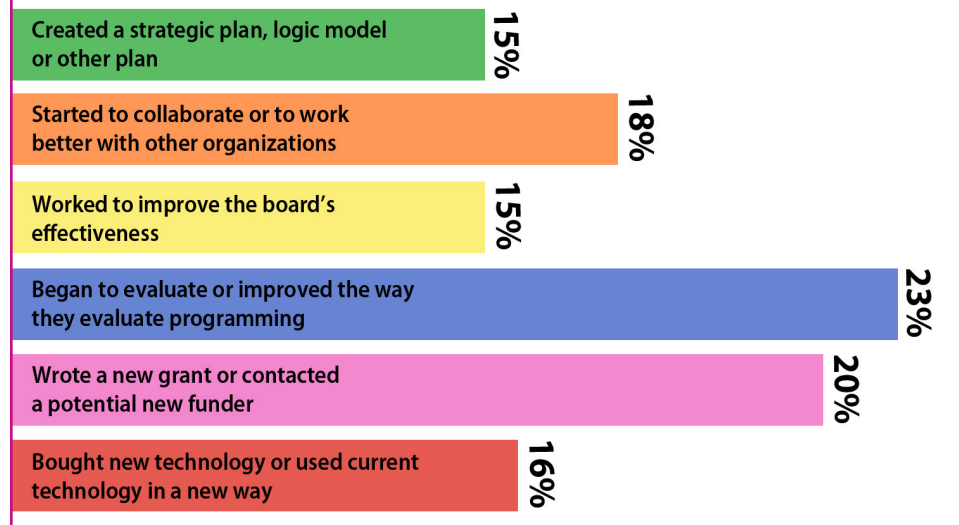 Created a strategic plan, logic model
or other plan
15%
Started to collaborate or to work
better with other organizations
18%
Worked to improve the board’s
effectiveness
15%
Began to evaluate or improved the way
they evaluate programming
23%
Wrote a new grant or contacted
a potential new funder
20%
Bought new technology or used current
technology in a new way
16%